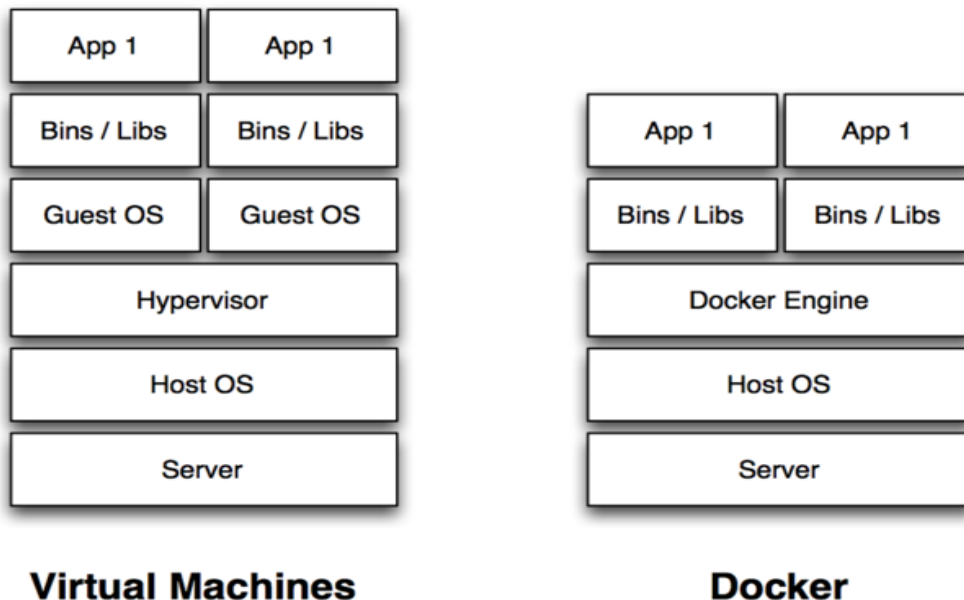 App 1
App 1
Bins / Libs
Bins / Libs
Guest OS
Guest OS
Hypervisor
Host OS
Server
Virtual Machines
App 1
App 1
Bins / Libs
Bins / Libs
Docker Engine
Host OS
Server
Docker